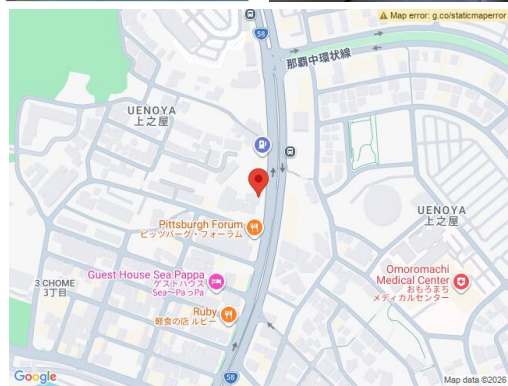 Map error: g.co/staticmaperror
58
那覇中環状線
UENOYA
上之屋
UENOYA
上之屋
Pittsburgh Forum
ピッツバーグ・フォーラム
Omoromachi
Medical Center
おもろまち
メディカルセンター
Guest House Sea Pappa
ゲストハウス
Sea〜PaっPa
3 CHOME
3丁目
Ruby
軽食の店 ルビー
58
Google
Map data ©2026